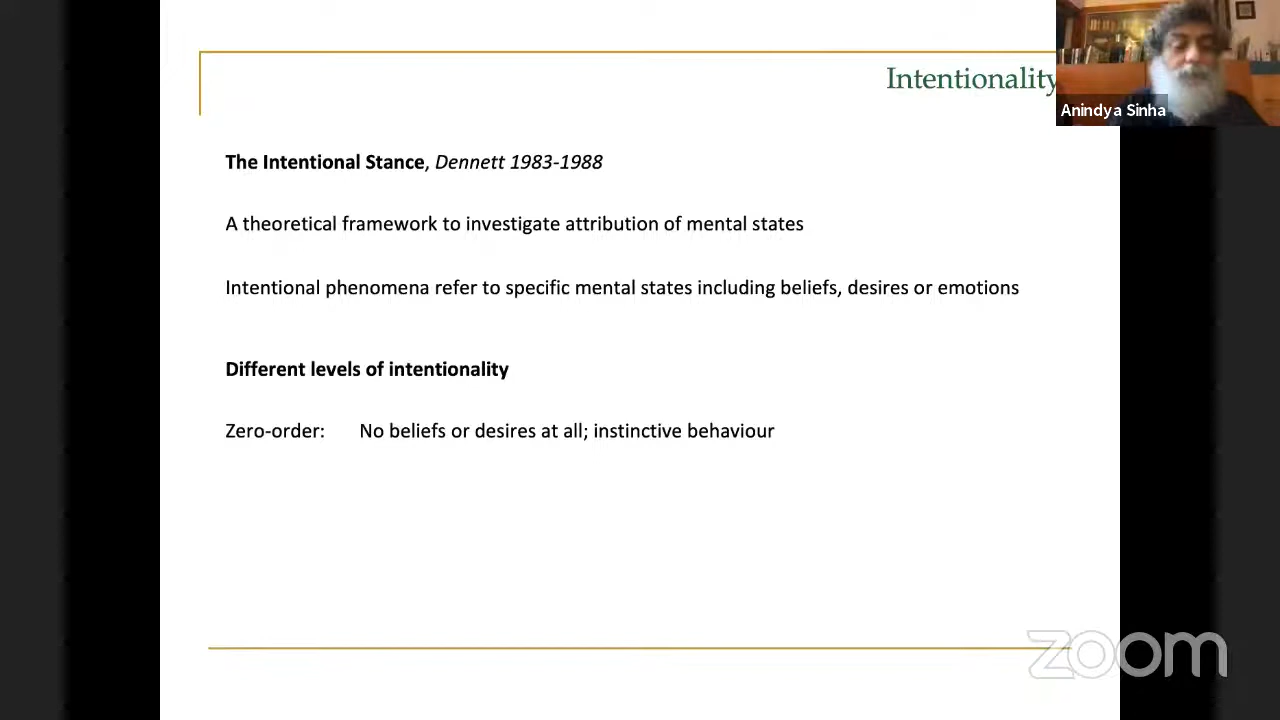 Intentionality
Anindya Sinha
The Intentional Stance, Dennett 1983-1988
A theoretical framework to investigate attribution of mental states
Intentional phenomena refer to specific mental states including beliefs, desires or emotions
Different levels of intentionality
Zero-order: No beliefs or desires at all; instinctive behaviour
zoom